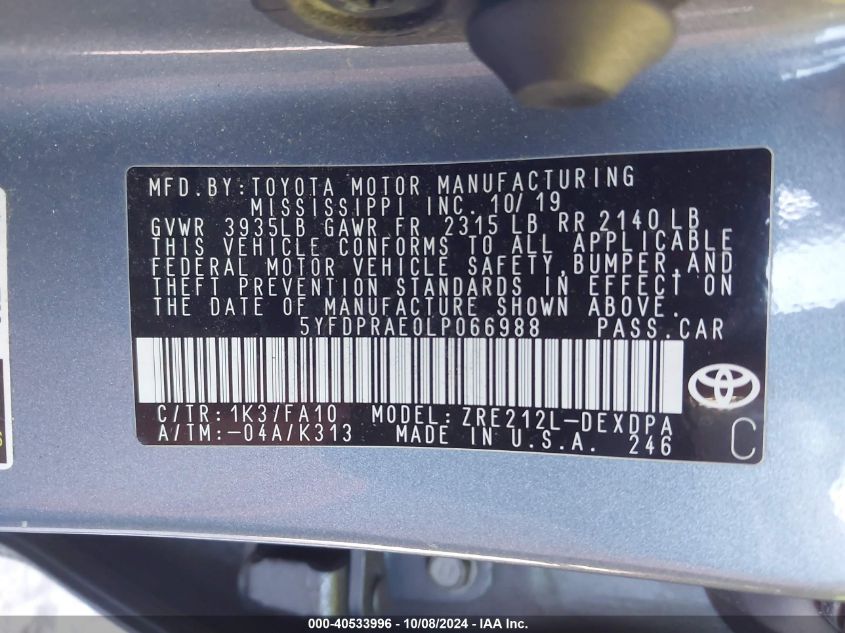 MFD.BY:TOYOTA MOTOR MANUFACTURING
MISSISSIPPI INC. 10/19
GVWR 3935LB GAWR FR 2315 LB RR 2140 LB
THIS VEHICLE CONFORMS TO ALL APPLICABLE
FEDERAL MOTOR VEHICLE SAFETY,BUMPER,AND
THEFT PREVENTION STANDARDS IN EFFECT ON
THE DATE OF MANUFACTURE SHOWN ABOVE.
5YFDPRAE0LP066988 PASS.CAR
C/TR:1K3/FA10 MODEL:ZRE212L-DEXDPA
A/TM:-04A/K313 MADE IN U.S.A. 246
C
000-40533996 - 10/08/2024 - IAA Inc.